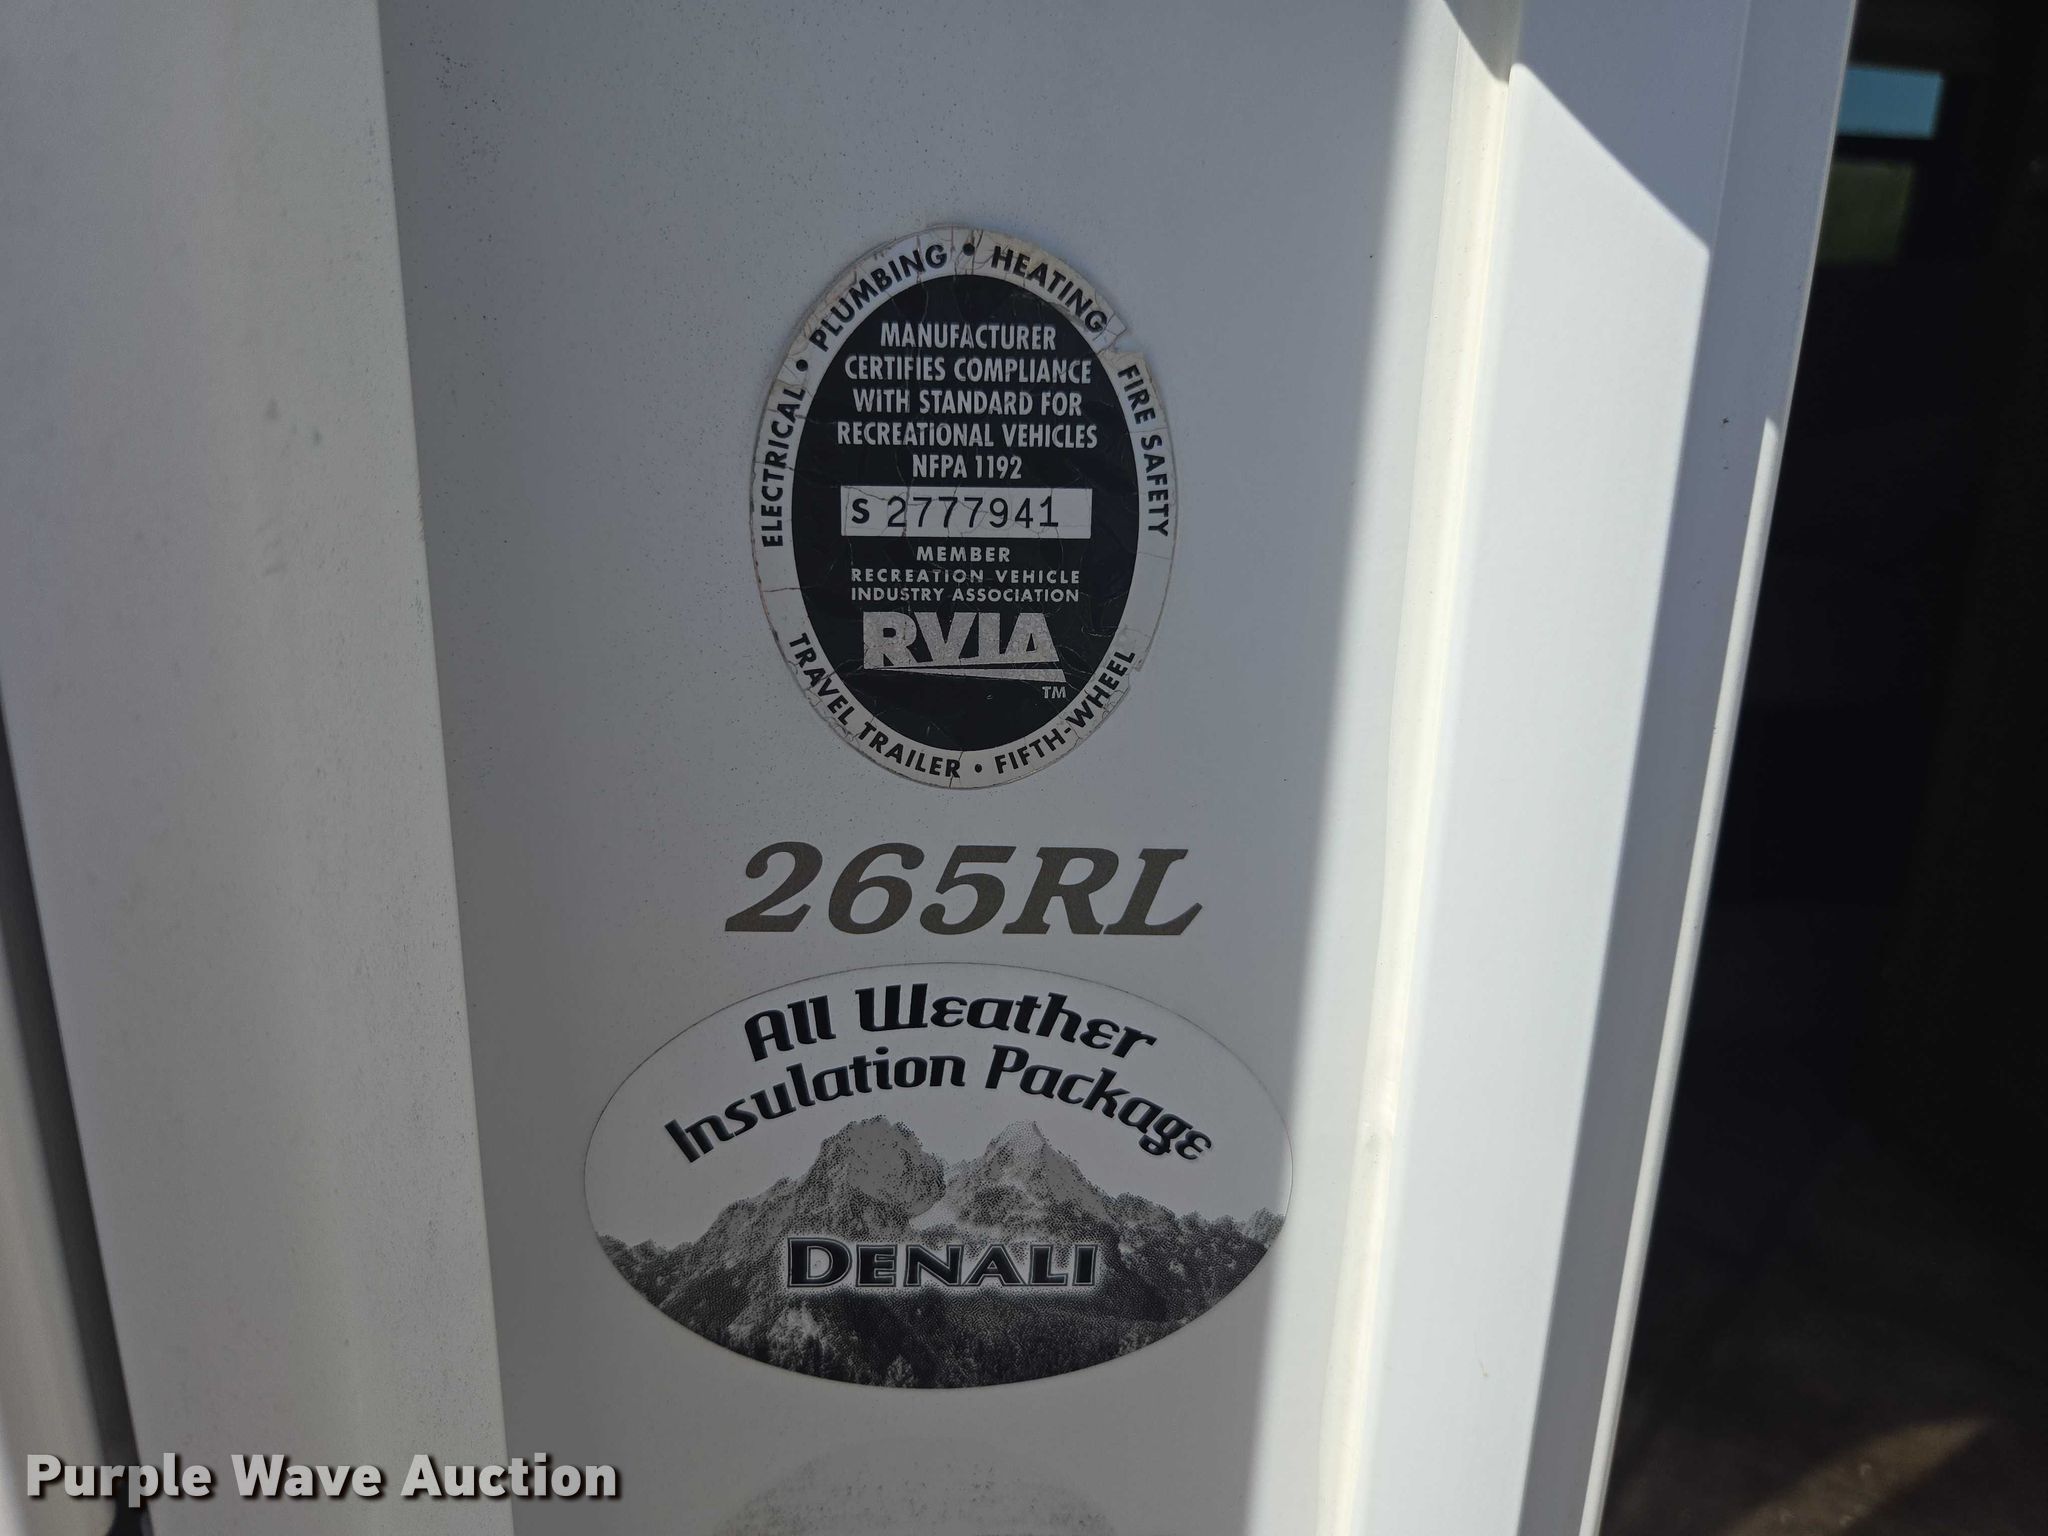 ELECTRICAL • PLUMBING • HEATING FIRE SAFETY
MANUFACTURER
CERTIFIES COMPLIANCE
WITH STANDARD FOR
RECREATIONAL VEHICLES
NFPA 1192
S 2777941
MEMBER
RECREATION VEHICLE
INDUSTRY ASSOCIATION
RVIA
TM
TRAVEL TRAILER • FIFTH-WHEEL
265RL
All Weather
Insulation Package
DENALI
Purple Wave Auction